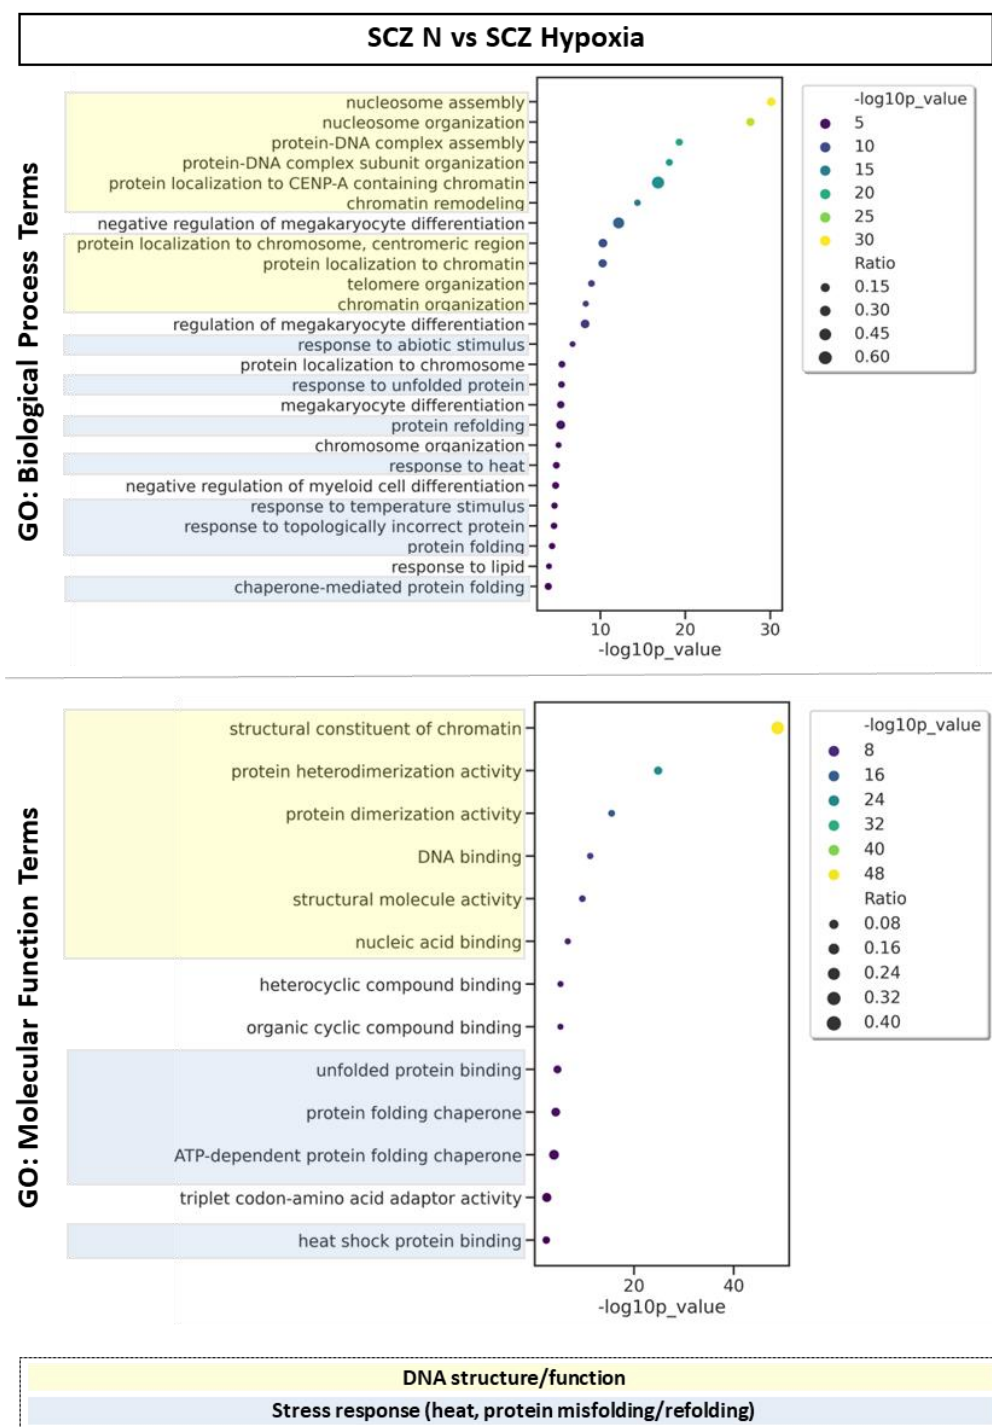 SCZ N vs SCZ Hypoxia
GO: Biological Process Terms
nucleosome assembly
nucleosome organization
protein-DNA complex assembly
protein-DNA complex subunit organization
protein localization to CENP-A containing chromatin
chromatin remodeling
negative regulation of megakaryocyte differentiation
protein localization to chromosome, centromeric region
protein localization to chromatin
telomere organization
chromatin organization
regulation of megakaryocyte differentiation
response to abiotic stimulus
protein localization to chromosome
response to unfolded protein
megakaryocyte differentiation
protein refolding
chromosome organization
response to heat
negative regulation of myeloid cell differentiation
response to temperature stimulus
response to topologically incorrect protein
protein folding
response to lipid
chaperone-mediated protein folding
10 20 30
-log10p_value
-log10p_value
5
10
15
20
25
30
Ratio
0.15
0.30
0.45
0.60
GO: Molecular Function Terms
structural constituent of chromatin
protein heterodimerization activity
protein dimerization activity
DNA binding
structural molecule activity
nucleic acid binding
heterocyclic compound binding
organic cyclic compound binding
unfolded protein binding
protein folding chaperone
ATP-dependent protein folding chaperone
triplet codon-amino acid adaptor activity
heat shock protein binding
20 40
-log10p_value
-log10p_value
8
16
24
32
40
48
Ratio
0.08
0.16
0.24
0.32
0.40
DNA structure/function
Stress response (heat, protein misfolding/refolding)